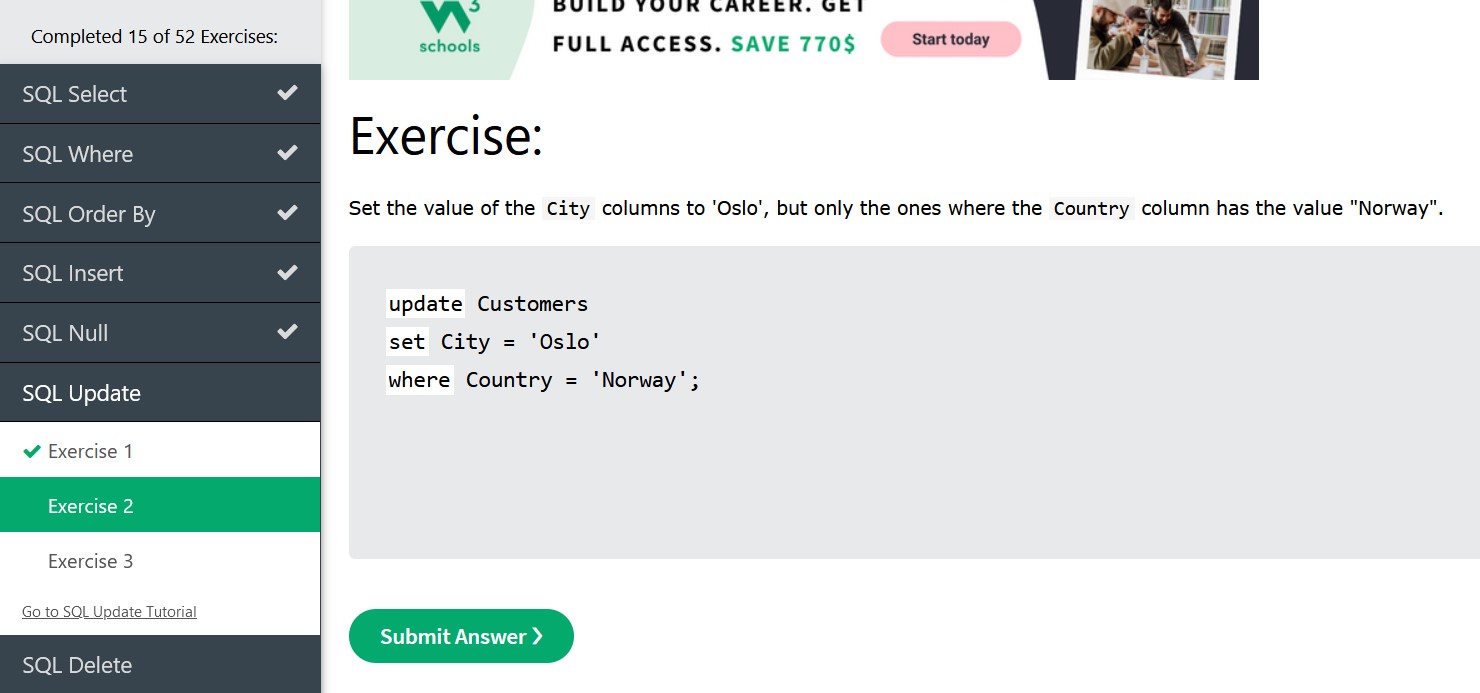 Completed 15 of 52 Exercises:
SQL Select
SQL Where
SQL Order By
SQL Insert
SQL Null
SQL Update
Exercise 1
Exercise 2
Exercise 3
Go to SQL Update Tutorial
SQL Delete
3
schools
BUILD YOUR CAREER. GET
FULL ACCESS. SAVE 770$
Start today
Exercise:
Set the value of the City columns to 'Oslo', but only the ones where the Country column has the value "Norway".
update Customers
set City = 'Oslo'
where Country = 'Norway';
Submit Answer ❯